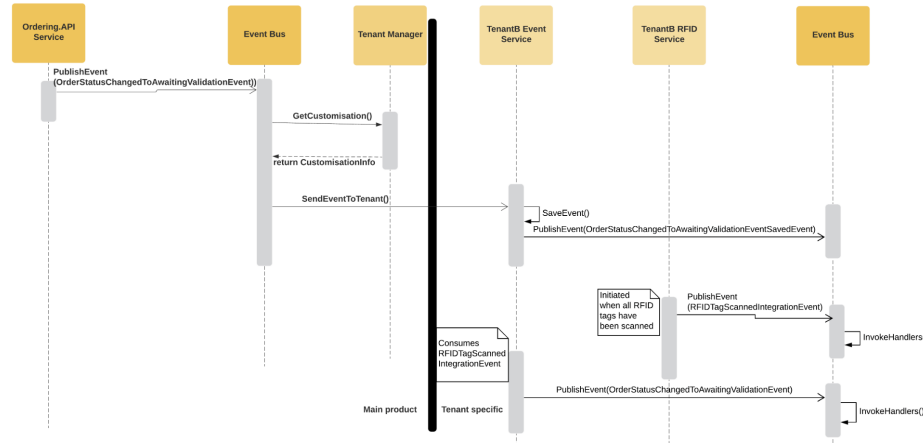 Ordering.API
Service
Event Bus
Tenant Manager
TenantB Event
Service
TenantB RFID
Service
Event Bus
PublishEvent
(OrderStatusChangedToAwaitingValidationEvent))
GetCustomisation()
return CustomisationInfo
SendEventToTenant()
SaveEvent()
PublishEvent(OrderStatusChangedToAwaitingValidationEventSavedEvent)
Initiated
when all RFID
tags have
been scanned
PublishEvent
(RFIDTagScannedIntegrationEvent)
InvokeHandlers
Consumes
RFIDTagScanned
IntegrationEvent
PublishEvent(OrderStatusChangedToAwaitingValidationEvent)
InvokeHandlers()
Main product
Tenant specific